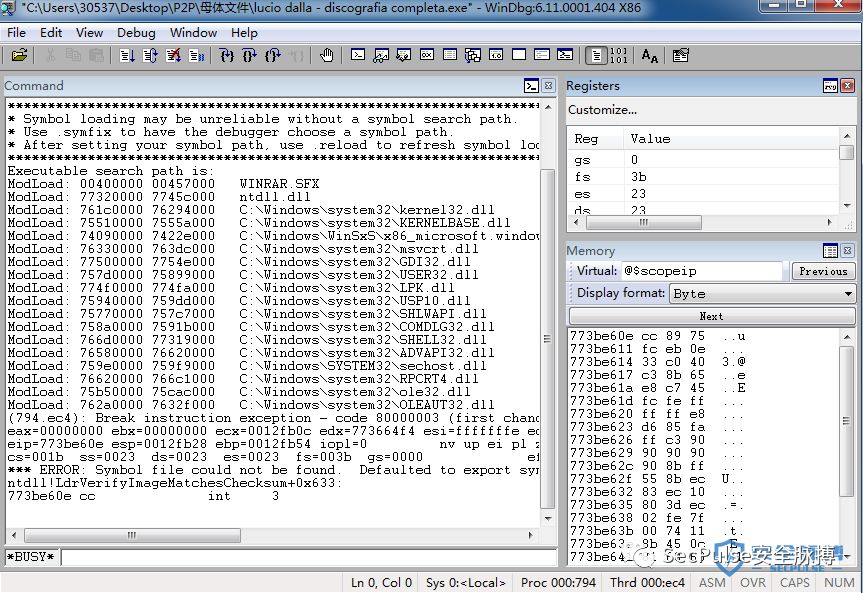 "C:\Users\30537\Desktop\P2P\母体文件\lucio dalla - discografia completa.exe" - WinDbg:6.11.0001.404 X86
File Edit View Debug Window Help
Command
* Symbol loading may be unreliable without a symbol search path.
* Use .symfix to have the debugger choose a symbol path.
* After setting your symbol path, use .reload to refresh symbol loc
Executable search path is:
ModLoad: 00400000 00457000 WINRAR.SFX
ModLoad: 77320000 7745c000 ntdll.dll
ModLoad: 761c0000 76294000 C:\Windows\system32\kernel32.dll
ModLoad: 75510000 7555a000 C:\Windows\system32\KERNELBASE.dll
ModLoad: 74090000 7422e000 C:\Windows\WinSxS\x86_microsoft.window
ModLoad: 76330000 763dc000 C:\Windows\system32\msvcrt.dll
ModLoad: 77500000 7754e000 C:\Windows\system32\GDI32.dll
ModLoad: 757d0000 75899000 C:\Windows\system32\USER32.dll
ModLoad: 774f0000 774fa000 C:\Windows\system32\LPK.dll
ModLoad: 75940000 759dd000 C:\Windows\system32\USP10.dll
ModLoad: 75770000 757c7000 C:\Windows\system32\SHLWAPI.dll
ModLoad: 758a0000 7591b000 C:\Windows\system32\COMDLG32.dll
ModLoad: 766d0000 77319000 C:\Windows\system32\SHELL32.dll
ModLoad: 76580000 76620000 C:\Windows\system32\ADVAPI32.dll
ModLoad: 759e0000 759f9000 C:\Windows\SYSTEM32\sechost.dll
ModLoad: 76620000 766c1000 C:\Windows\system32\RPCRT4.dll
ModLoad: 75b50000 75cac000 C:\Windows\system32\ole32.dll
ModLoad: 762a0000 7632f000 C:\Windows\system32\OLEAUT32.dll
(794.ec4): Break instruction exception - code 80000003 (first chanc
eax=00000000 ebx=00000000 ecx=0012fb0c edx=773664f4 esi=fffffffe ed
eip=773be60e esp=0012fb28 ebp=0012fb54 iopl=0 nv up ei pl z
cs=001b ss=0023 ds=0023 es=0023 fs=003b gs=0000 ef
*** ERROR: Symbol file could not be found. Defaulted to export sym
ntdll!LdrVerifyImageMatchesChecksum+0x633:
773be60e cc int 3
*BUSY*
Registers
Customize...
Reg Value
gs 0
fs 3b
es 23
ds 23
Memory
Virtual: @$scopeip Previous
Display format: Byte
Next
773be60e cc 89 75 ..u
773be611 fc eb 0e ...
773be614 33 c0 40 3.@
773be617 c3 8b 65 ..e
773be61a e8 c7 45 ..E
773be61d fc fe ff ...
773be620 ff ff e8 ...
773be623 d6 85 fa ...
773be626 ff c3 90 ...
773be629 90 90 90 ...
773be62c 90 8b ff ...
773be62f 55 8b ec U..
773be632 83 ec 10 ...
773be635 80 3d ec .=.
773be638 02 fe 7f ...
773be63b 00 74 11 .t.
773be63e 8b 45 0c .E.
SecPulse安全脉搏
Ln 0, Col 0 Sys 0:<Local> Proc 000:794 Thrd 000:ec4 ASM OVR CAPS NUM